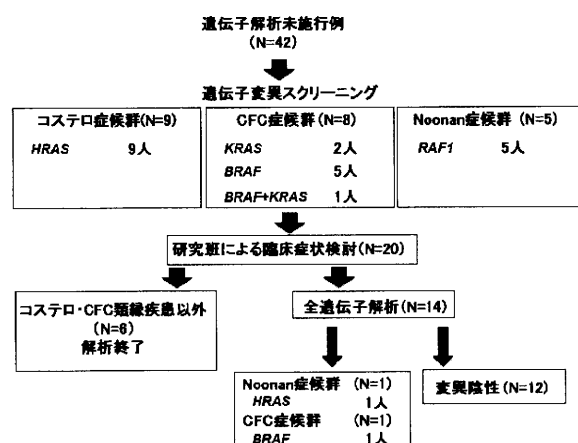 遺伝子解析未施行例
(N=42)
遺伝子変異スクリーニング
コステロ症候群(N=9)
HRAS 9人
CFC症候群(N=8)
KRAS 2人
BRAF 5人
BRAF+KRAS 1人
Noonan症候群 (N=5)
RAF1 5人
研究班による臨床症状検討(N=20)
コステロ・CFC類縁疾患以外
(N=6)
解析終了
全遺伝子解析(N=14)
Noonan症候群 (N=1)
HRAS 1人
CFC症候群 (N=1)
BRAF 1人
変異陰性(N=12)